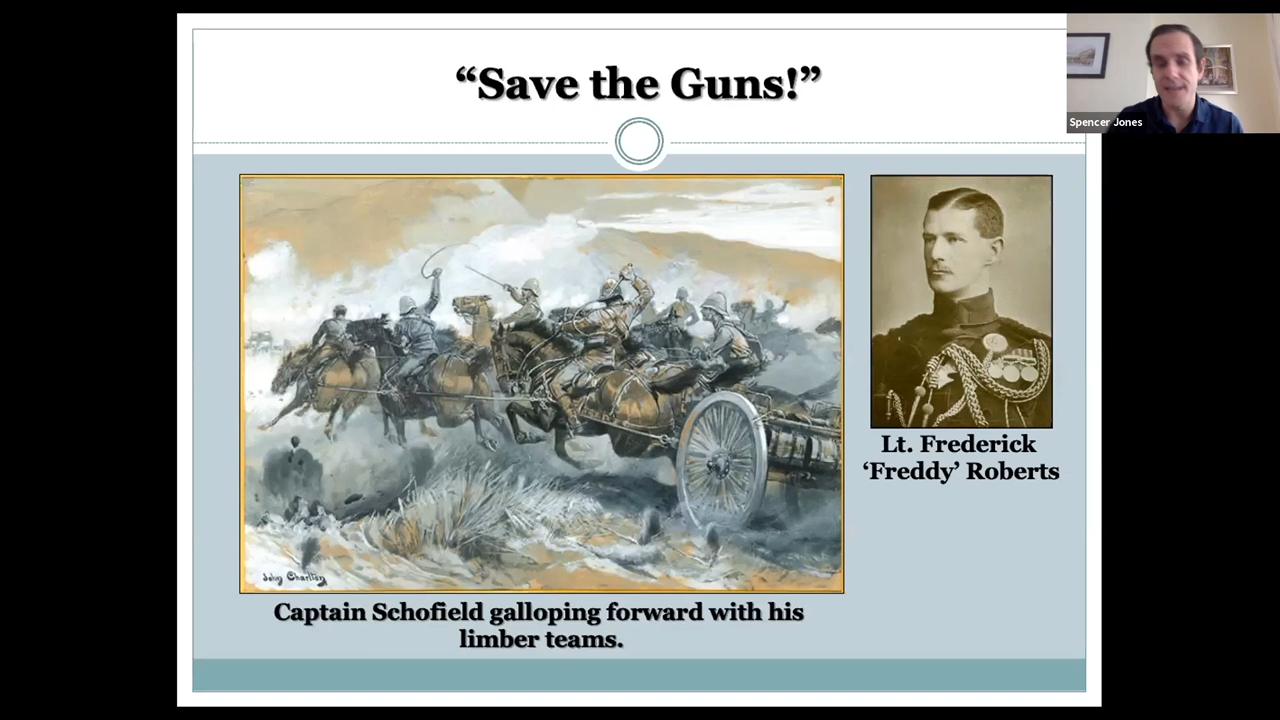 “Save the Guns!”
Spencer Jones
Lt. Frederick
‘Freddy’ Roberts
John Charlton
Captain Schofield galloping forward with his
limber teams.